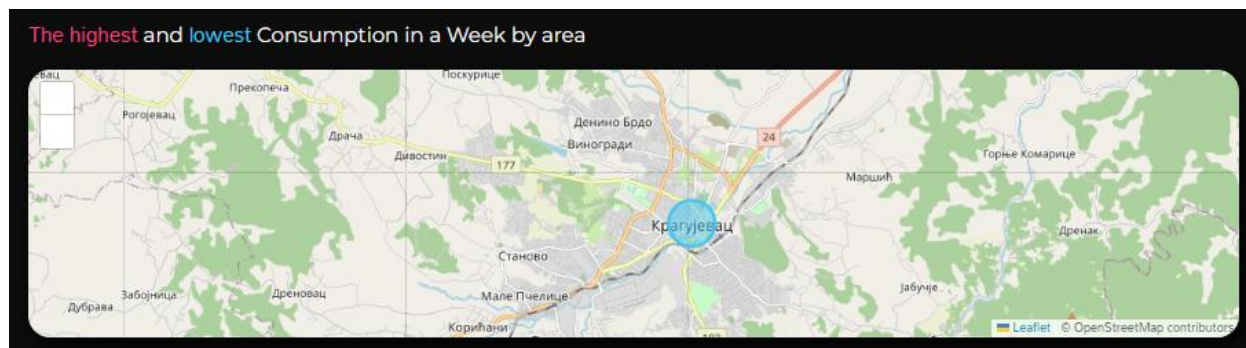 The highest and lowest Consumption in a Week by area
Поскурице
Прекопеча
Рогојевац
Денино Брдо
24
Драча
Виногради
Дивостин
177
Горње Комарице
Маршић
Крагујевац
Дренак
Станово
Забојница
Дреновац
Мале Пчелице
Јабучје
Дубрава
Корићани
Leaflet © OpenStreetMap contributors